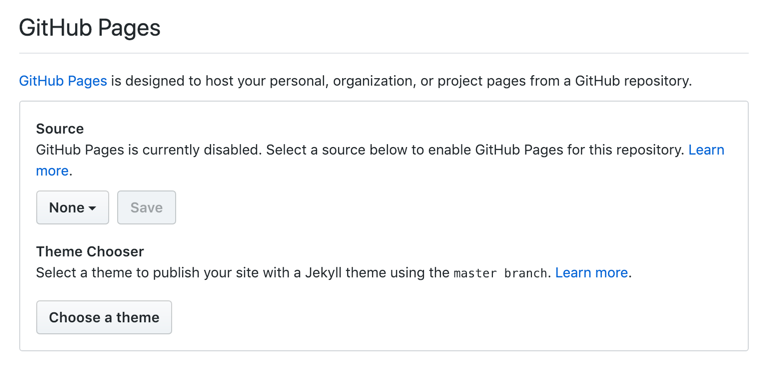 GitHub Pages
GitHub Pages is designed to host your personal, organization, or project pages from a GitHub repository.
Source
GitHub Pages is currently disabled. Select a source below to enable GitHub Pages for this repository. Learn
more.
None Save
Theme Chooser
Select a theme to publish your site with a Jekyll theme using the master branch. Learn more.
Choose a theme